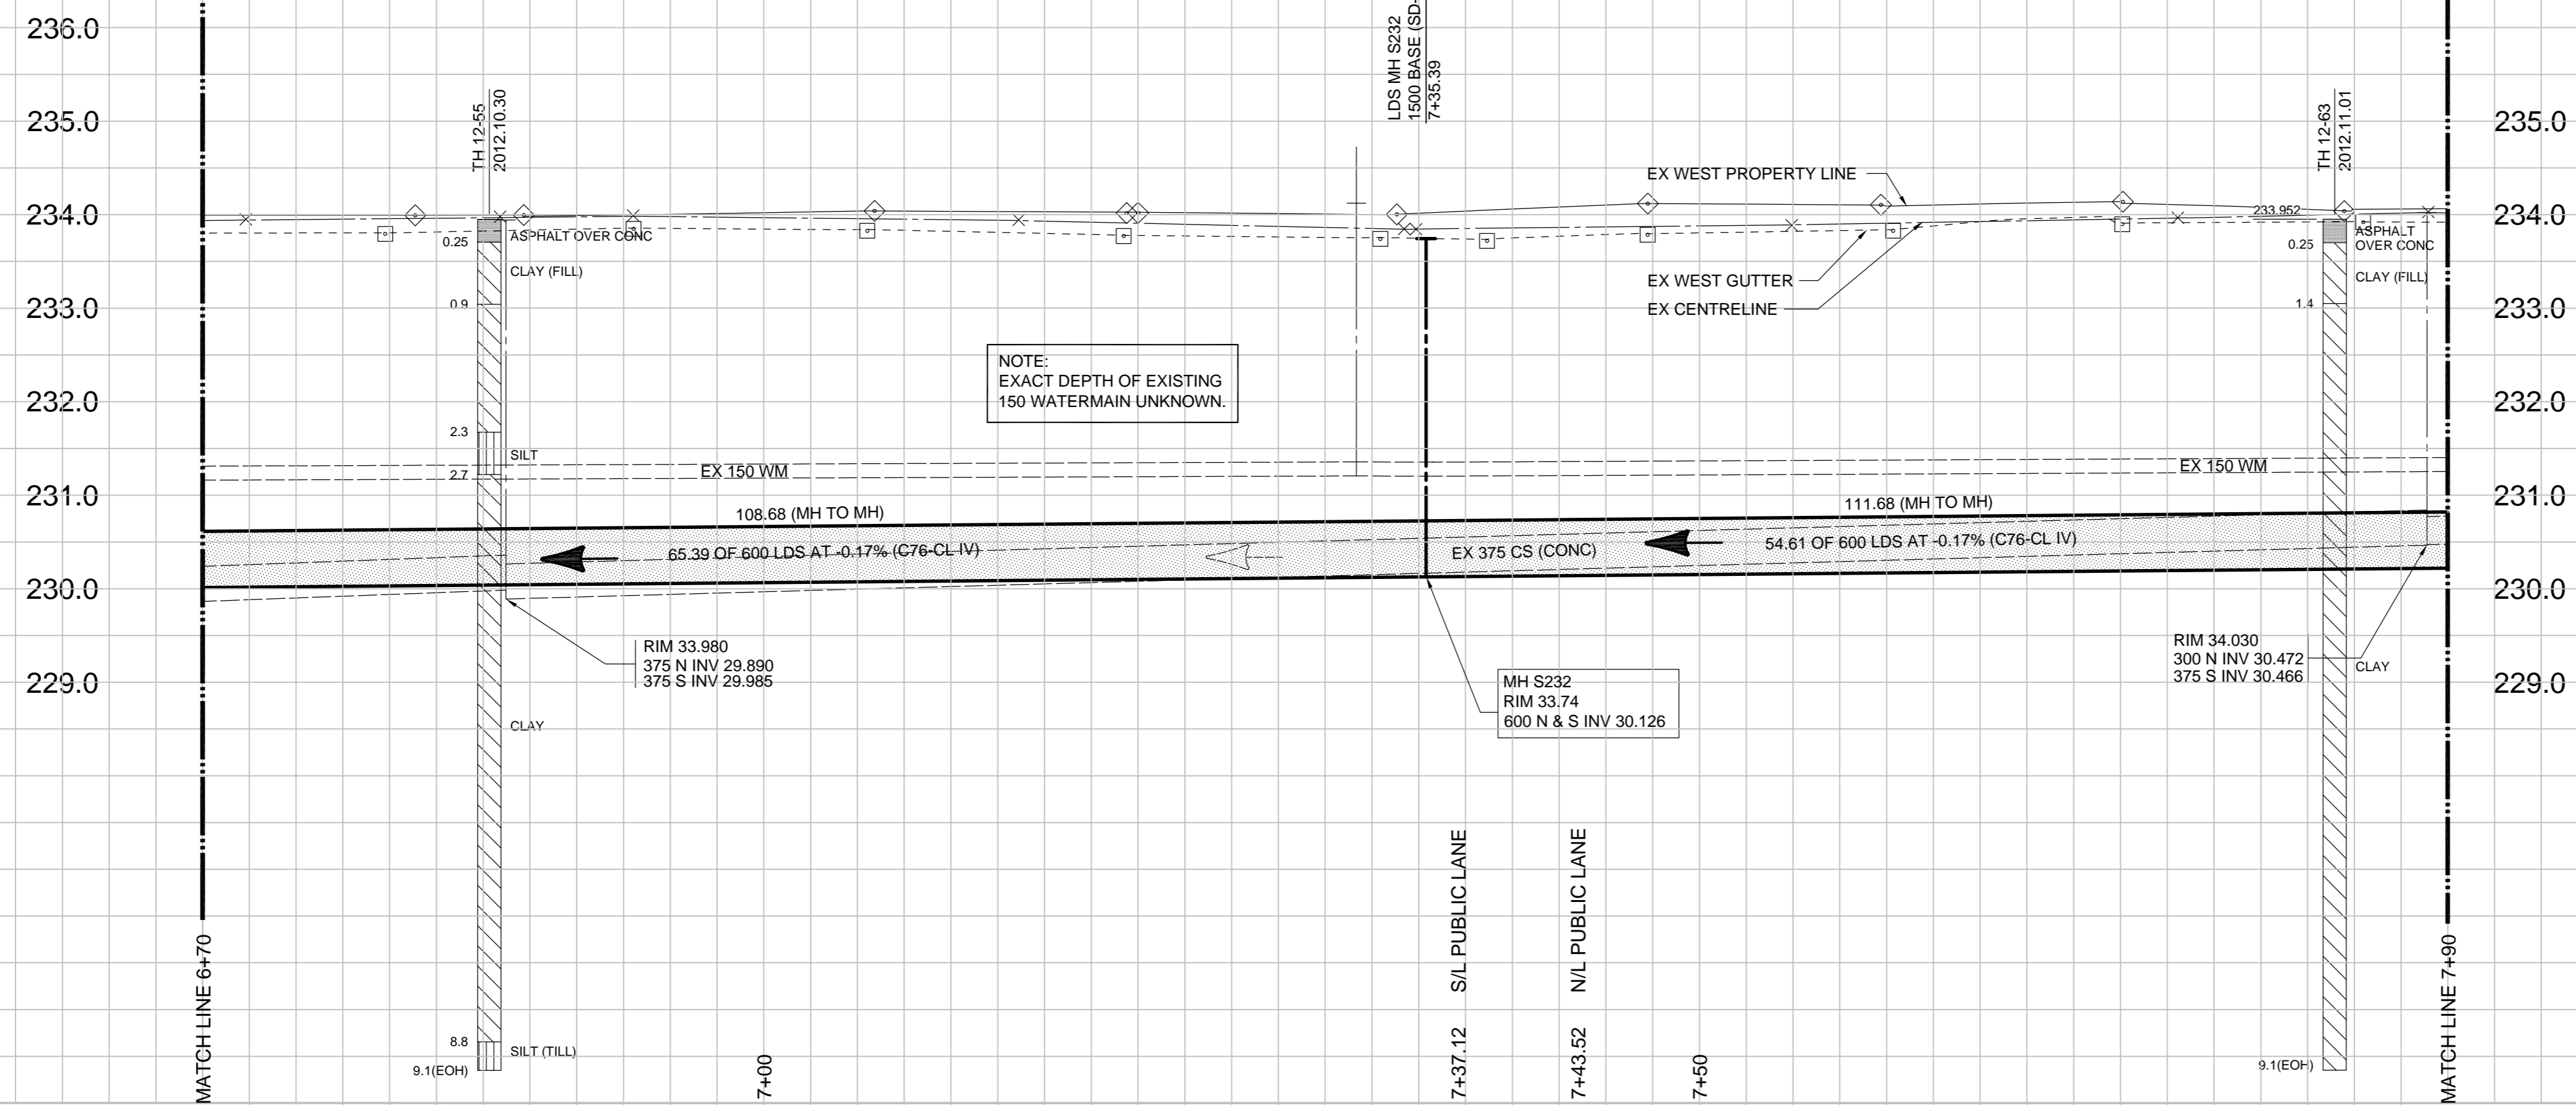 236.0
235.0
234.0
233.0
232.0
231.0
230.0
229.0
TH 12-55
2012.10.30
0.25
ASPHALT OVER CONC
CLAY (FILL)
0.9
2.3
SILT
2.7
CLAY
8.8
SILT (TILL)
9.1(EOH)
NOTE:
EXACT DEPTH OF EXISTING
150 WATERMAIN UNKNOWN.
LDS MH S232
1500 BASE (SD-
7+35.39
EX WEST PROPERTY LINE
EX WEST GUTTER
EX CENTRELINE
TH 12-63
2012.11.01
233.952
0.25
ASPHALT
OVER CONC
CLAY (FILL)
1.4
CLAY
9.1(EOH)
235.0
234.0
233.0
232.0
231.0
230.0
229.0
EX 150 WM
EX 150 WM
108.68 (MH TO MH)
111.68 (MH TO MH)
65.39 OF 600 LDS AT -0.17% (C76-CL IV)
EX 375 CS (CONC)
54.61 OF 600 LDS AT -0.17% (C76-CL IV)
RIM 33.980
375 N INV 29.890
375 S INV 29.985
MH S232
RIM 33.74
600 N & S INV 30.126
RIM 34.030
300 N INV 30.472
375 S INV 30.466
MATCH LINE 6+70
7+00
7+37.12 S/L PUBLIC LANE
7+43.52 N/L PUBLIC LANE
7+50
MATCH LINE 7+90